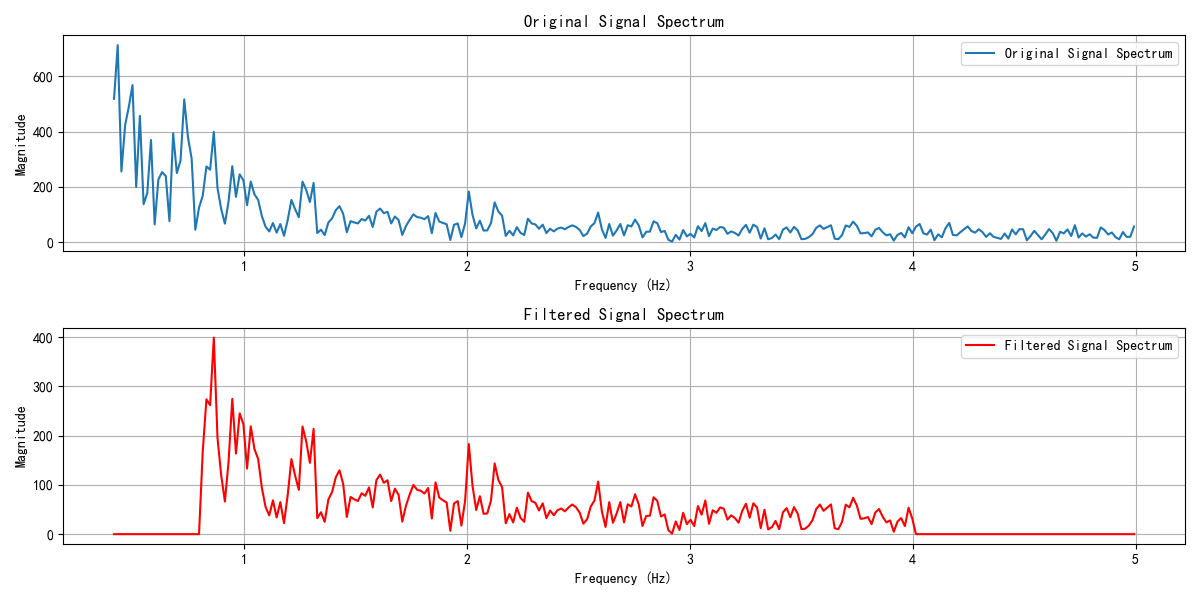 Original Signal Spectrum
Original Signal Spectrum
Magnitude
600
400
200
0
1
2
3
4
5
Frequency (Hz)
Filtered Signal Spectrum
Filtered Signal Spectrum
Magnitude
400
300
200
100
0
1
2
3
4
5
Frequency (Hz)